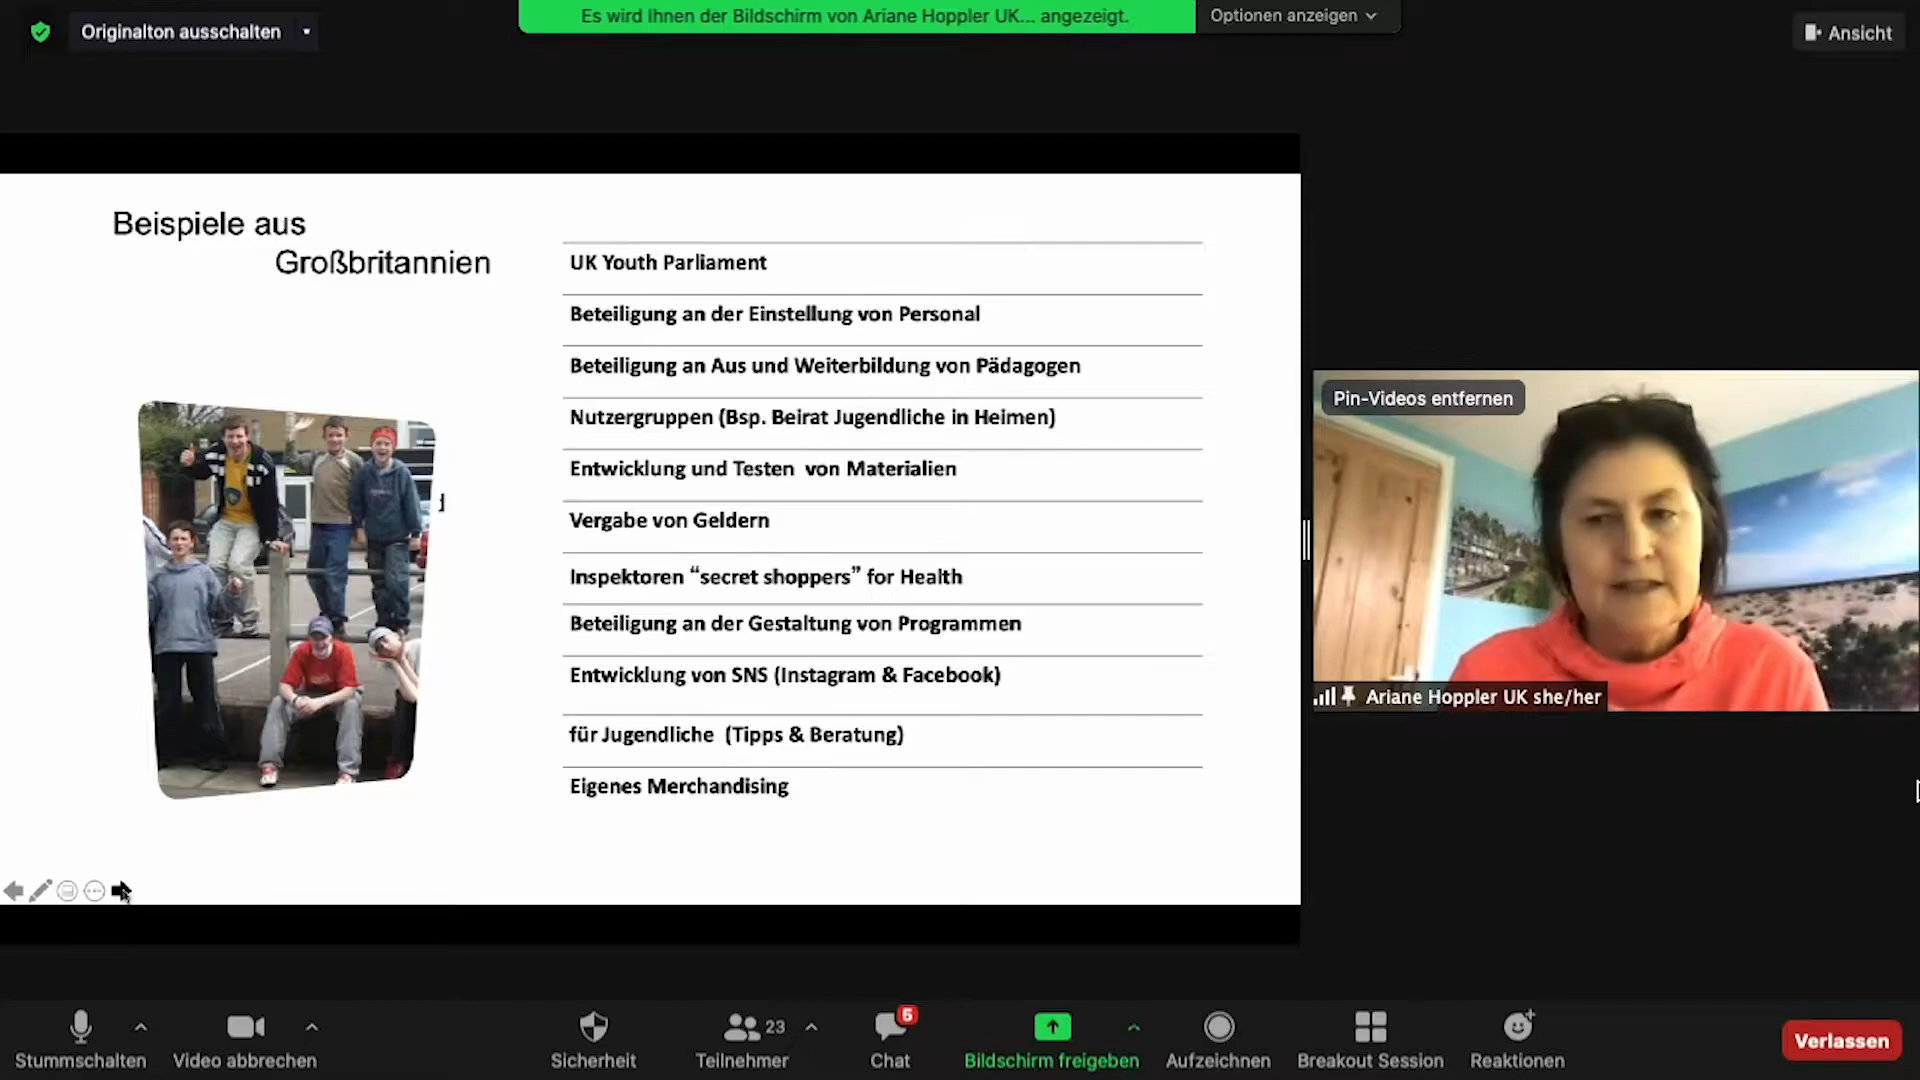 Originalton ausschalten
Es wird Ihnen der Bildschirm von Ariane Hoppler UK... angezeigt.
Optionen anzeigen
Ansicht
Beispiele aus
Großbritannien
d
UK Youth Parliament
Beteiligung an der Einstellung von Personal
Beteiligung an Aus und Weiterbildung von Pädagogen
Nutzergruppen (Bsp. Beirat Jugendliche in Heimen)
Entwicklung und Testen von Materialien
Vergabe von Geldern
Inspektoren “secret shoppers” for Health
Beteiligung an der Gestaltung von Programmen
Entwicklung von SNS (Instagram & Facebook)
für Jugendliche (Tipps & Beratung)
Eigenes Merchandising
Pin-Videos entfernen
Ariane Hoppler UK she/her
Stummschalten
Video abbrechen
Sicherheit
23
Teilnehmer
5
Chat
Bildschirm freigeben
Aufzeichnen
Breakout Session
Reaktionen
Verlassen